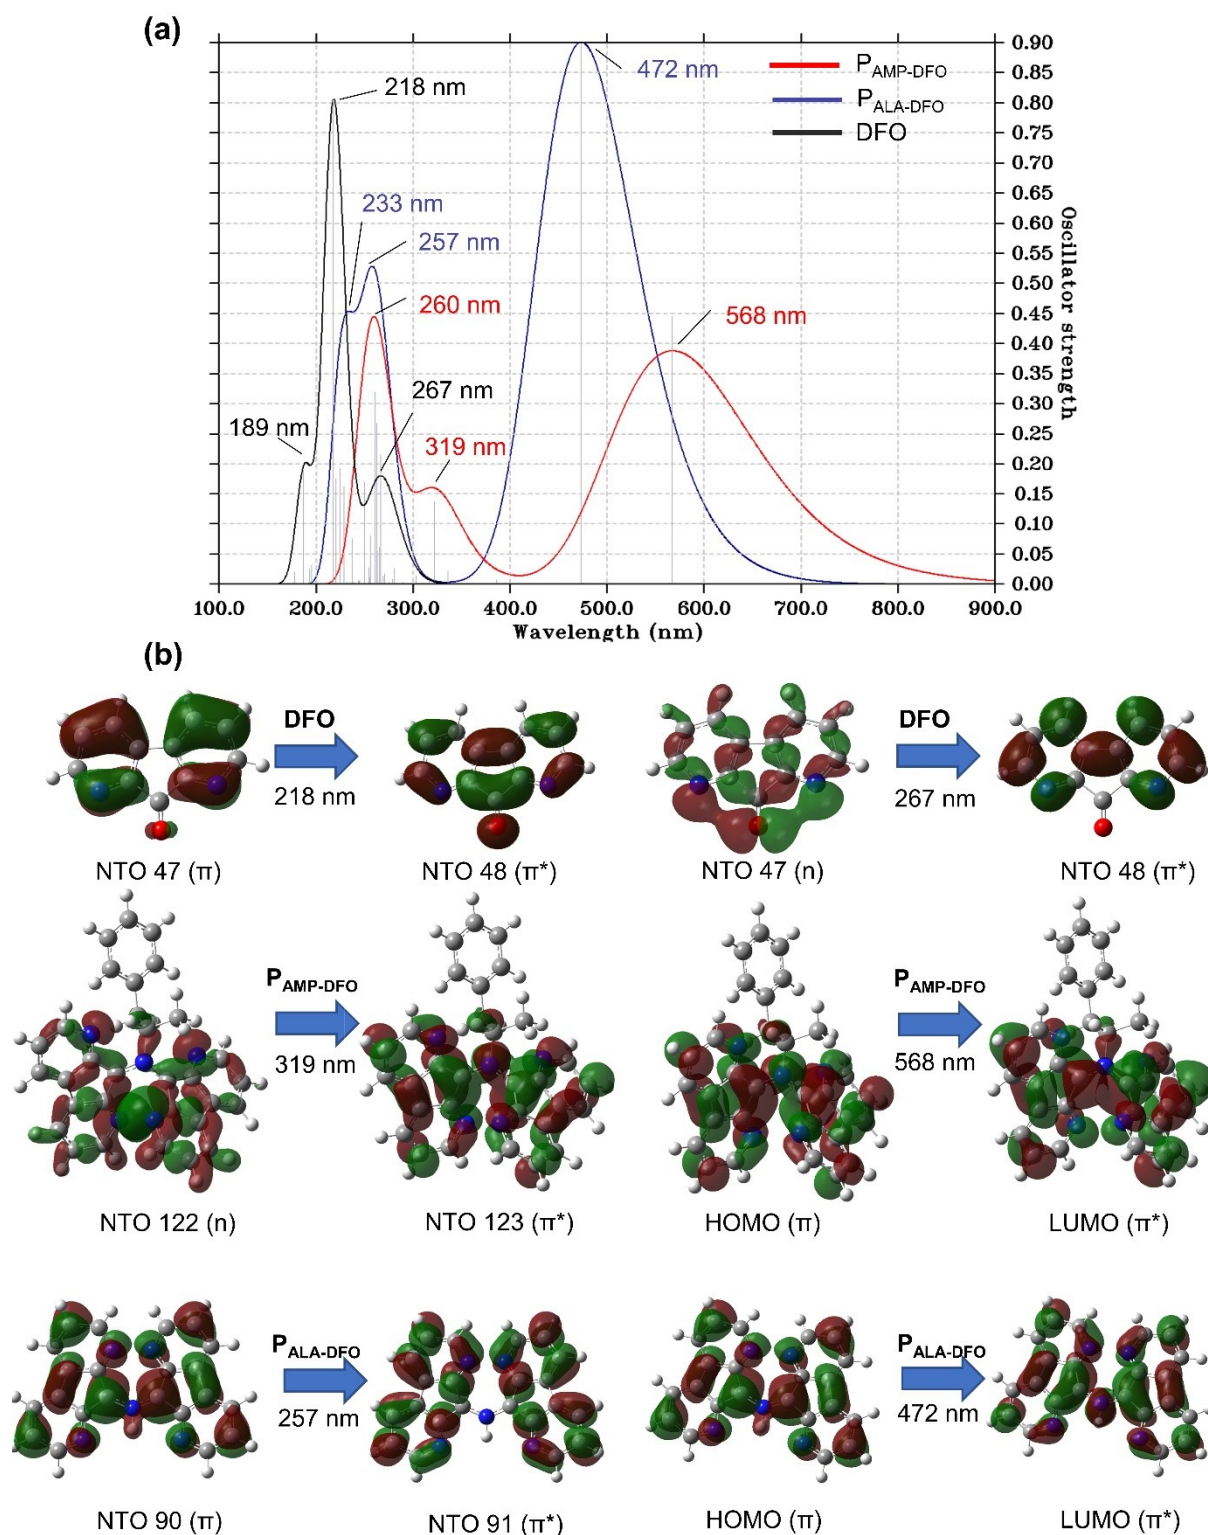 (a)
472 nm
P_AMP-DFO
P_ALA-DFO
DFO
218 nm
233 nm
257 nm
260 nm
568 nm
267 nm
189 nm
319 nm
0.90
0.85
0.80
0.75
0.70
0.65
0.60
0.55
0.50
0.45
0.40
0.35
0.30
0.25
0.20
0.15
0.10
0.05
0.00
Oscillator strength
100.0 200.0 300.0 400.0 500.0 600.0 700.0 800.0 900.0
Wavelength (nm)
(b)
DFO
218 nm
DFO
267 nm
NTO 47 (π) NTO 48 (π*) NTO 47 (n) NTO 48 (π*)
P_AMP-DFO
319 nm
P_AMP-DFO
568 nm
NTO 122 (n) NTO 123 (π*) HOMO (π) LUMO (π*)
P_ALA-DFO
257 nm
P_ALA-DFO
472 nm
NTO 90 (π) NTO 91 (π*) HOMO (π) LUMO (π*)